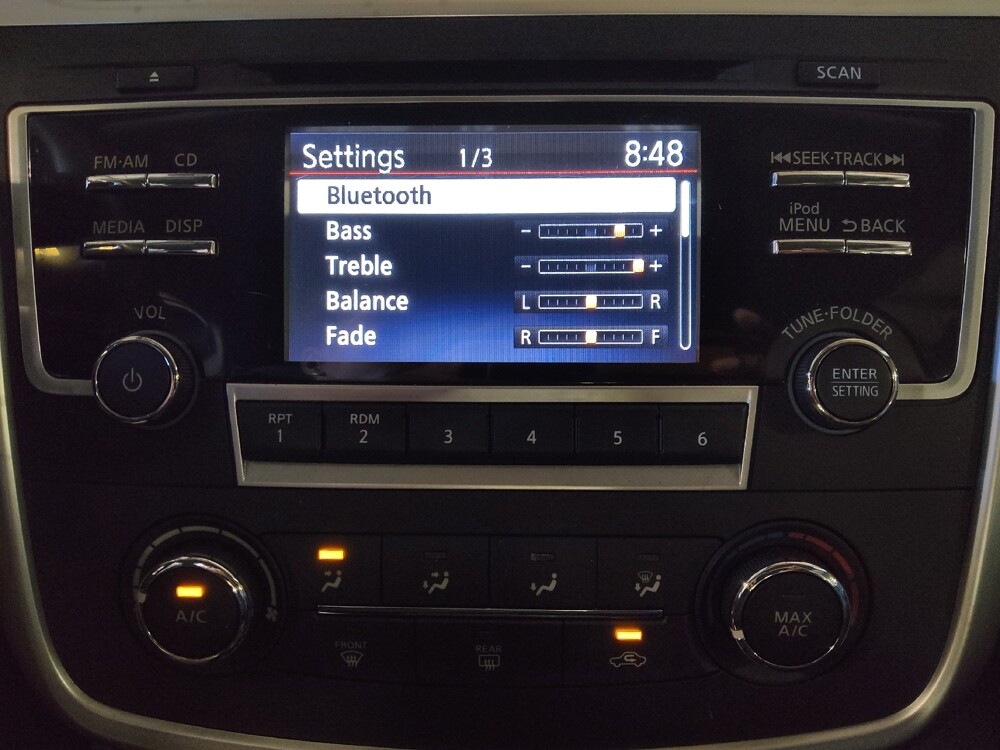 SCAN
FM·AM CD
SEEK·TRACK
MEDIA DISP
iPod
MENU BACK
VOL
TUNE·FOLDER
Settings 1/3 8:48
Bluetooth
Bass - +
Treble - +
Balance L R
Fade R F
ENTER
SETTING
RPT
1
RDM
2
3
4
5
6
A/C
MAX
A/C
FRONT
REAR